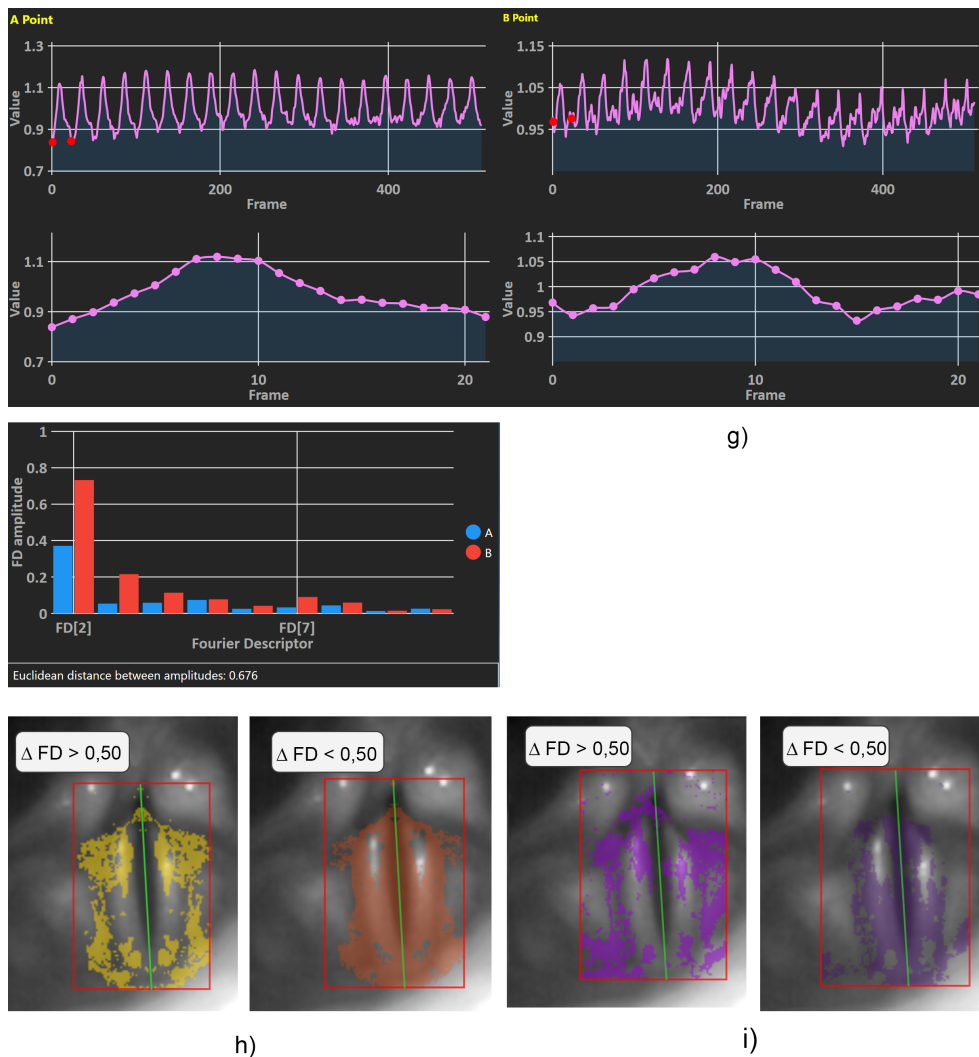 A Point
1.3
1.1
0.9
0.7
Value
0 200 400
Frame
B Point
1.15
1.05
0.95
Value
0 200 400
Frame
1.1
0.9
0.7
Value
0 10 20
Frame
1.1
1.05
1
0.95
0.9
Value
0 10 20
Frame
g)
1
0.8
0.6
0.4
0.2
0
FD amplitude
FD[2] FD[7]
Fourier Descriptor
A
B
Euclidean distance between amplitudes: 0.676
Δ FD > 0,50
Δ FD < 0,50
Δ FD > 0,50
Δ FD < 0,50
h)
i)